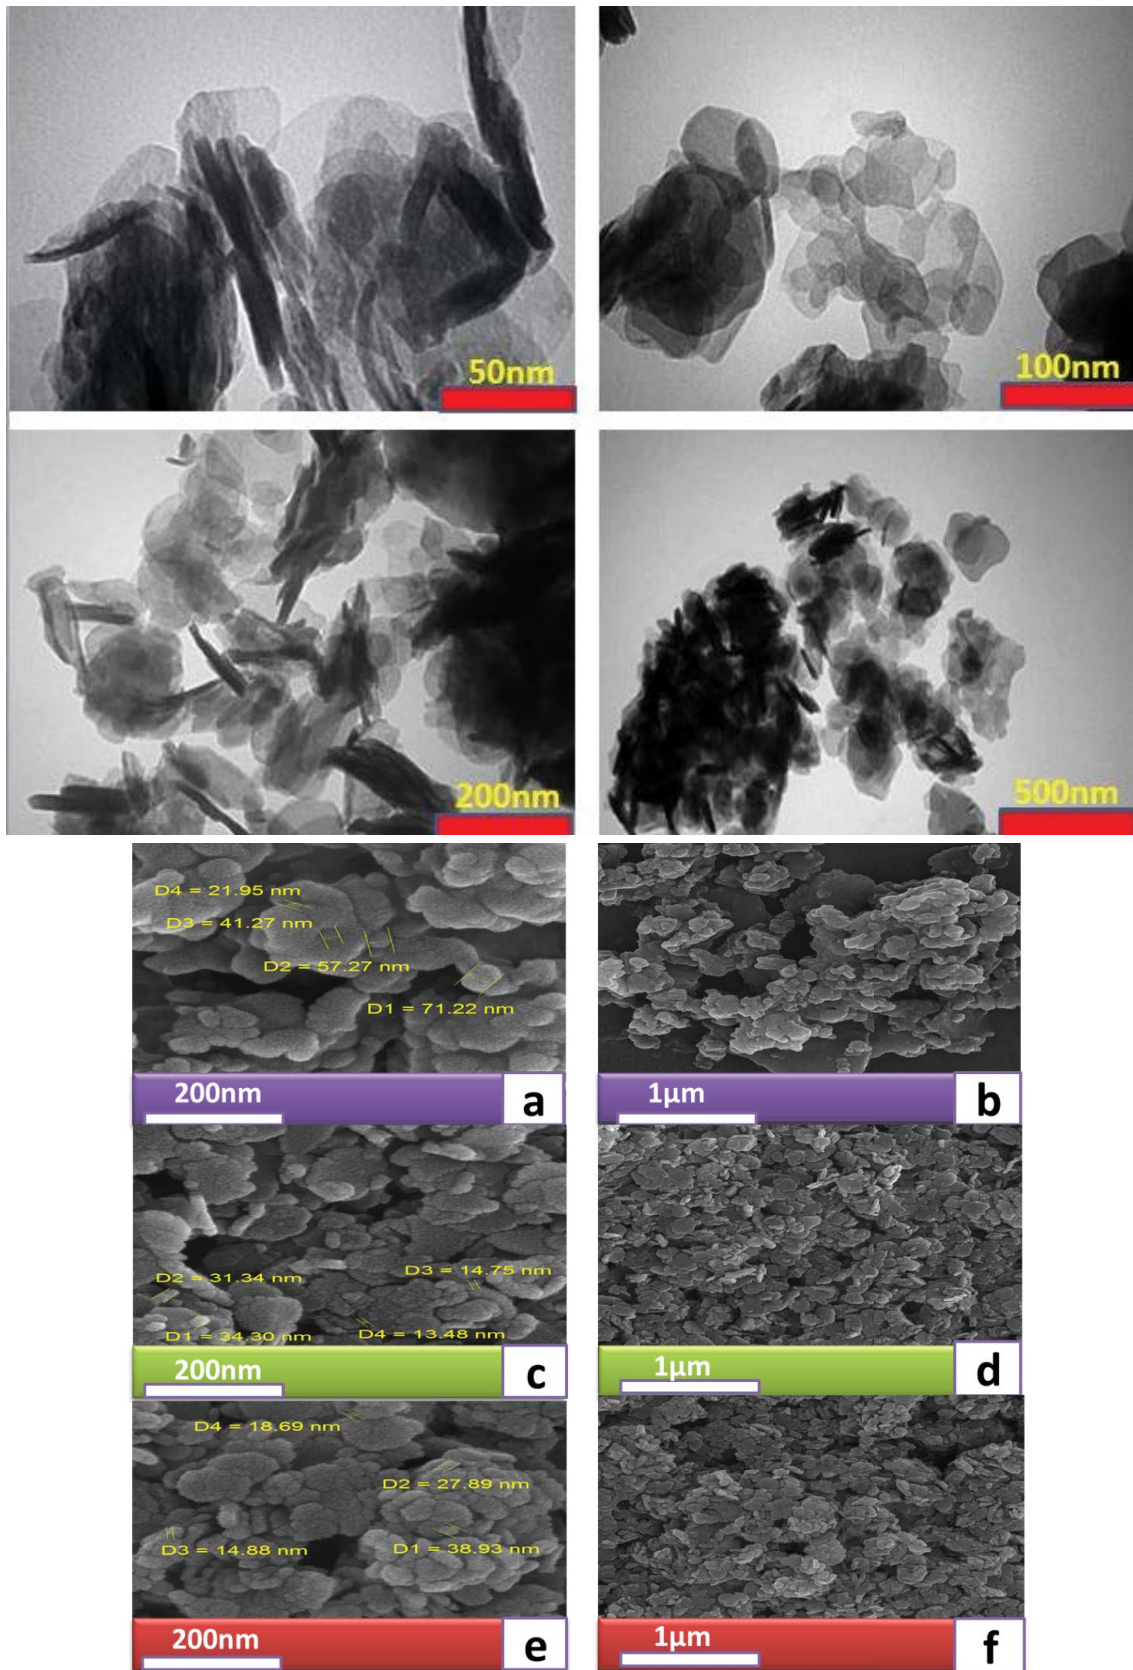 50nm
100nm
200nm
500nm
D4 = 21.95 nm
D3 = 41.27 nm
D2 = 57.27 nm
D1 = 71.22 nm
200nm
a
1µm
b
D2 = 31.34 nm
D3 = 14.75 nm
D1 = 34.30 nm
D4 = 13.48 nm
200nm
c
1µm
d
D4 = 18.69 nm
D2 = 27.89 nm
D3 = 14.88 nm
D1 = 38.93 nm
200nm
e
1µm
f